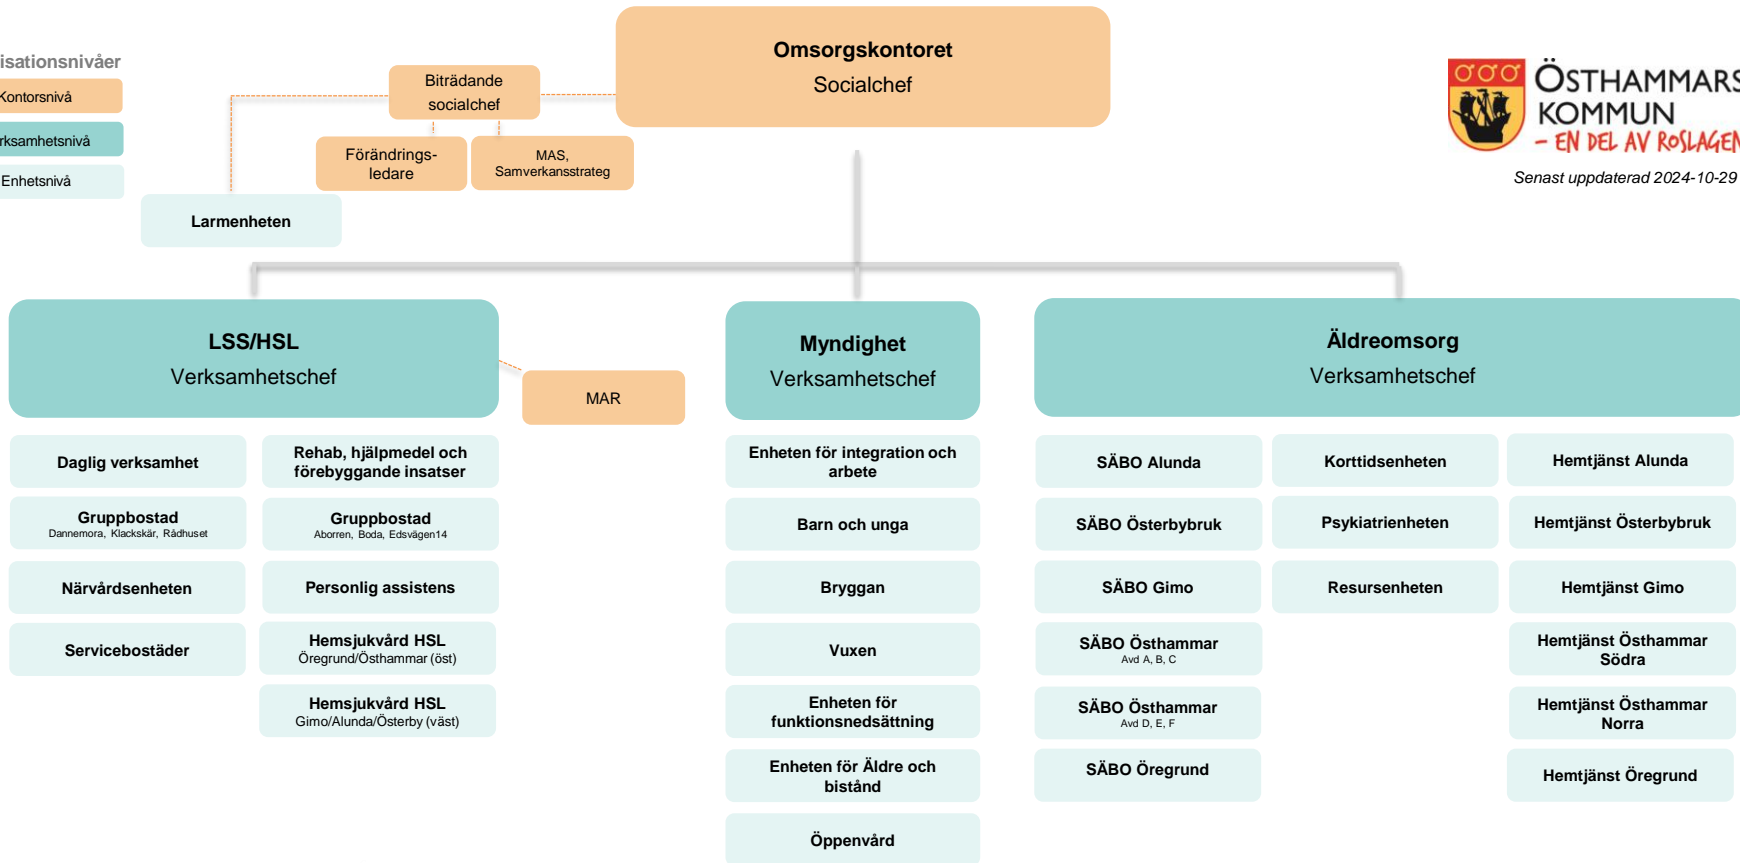 Omsorgskontoret
Socialchef
isationsnivåer
Kontorsnivå
rksamhetsnivå
Enhetsnivå
Biträdande
socialchef
Förändrings-
ledare
MAS,
Samverkansstrateg
Larmenheten
ÖSTHAMMARS
KOMMUN
– EN DEL AV ROSLAGEN
Senast uppdaterad 2024-10-29
LSS/HSL
Verksamhetschef
MAR
Myndighet
Verksamhetschef
Äldreomsorg
Verksamhetschef
Daglig verksamhet
Gruppbostad
Dannemora, Klackskär, Rådhuset
Närvårdsenheten
Servicebostäder
Rehab, hjälpmedel och
förebyggande insatser
Gruppbostad
Aborren, Boda, Edsvägen14
Personlig assistens
Hemsjukvård HSL
Öregrund/Östhammar (öst)
Hemsjukvård HSL
Gimo/Alunda/Österby (väst)
Enheten för integration och
arbete
Barn och unga
Bryggan
Vuxen
Enheten för
funktionsnedsättning
Enheten för Äldre och
bistånd
Öppenvård
SÄBO Alunda
SÄBO Österbybruk
SÄBO Gimo
SÄBO Östhammar
Avd A, B, C
SÄBO Östhammar
Avd D, E, F
SÄBO Öregrund
Korttidsenheten
Psykiatrienheten
Resursenheten
Hemtjänst Alunda
Hemtjänst Österbybruk
Hemtjänst Gimo
Hemtjänst Östhammar
Södra
Hemtjänst Östhammar
Norra
Hemtjänst Öregrund